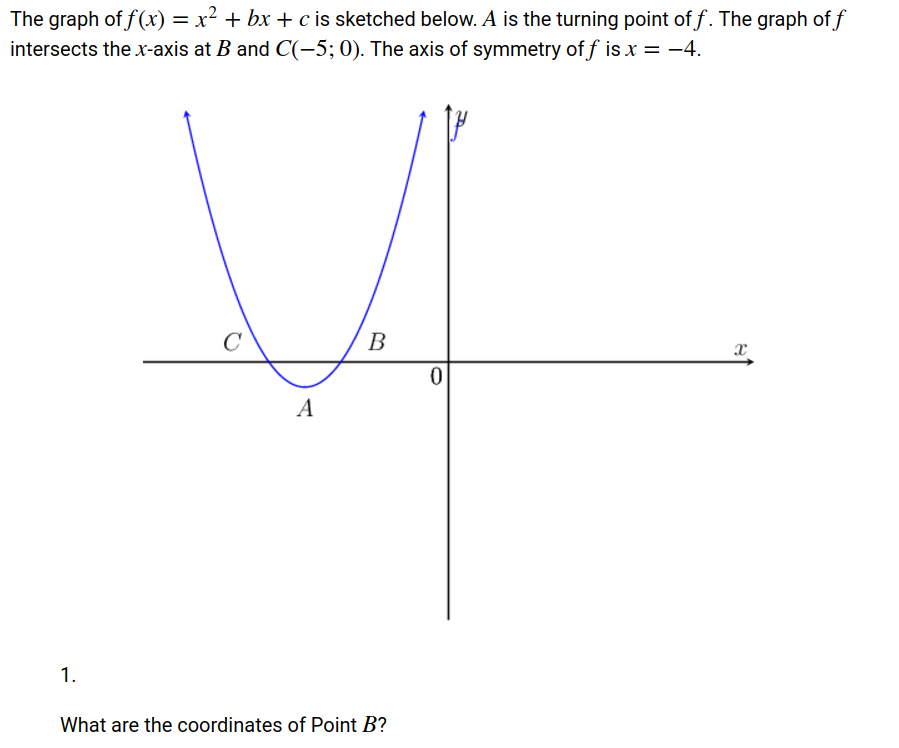 The graph of f(x) = x² + bx + c is sketched below. A is the turning point of f. The graph of f
intersects the x-axis at B and C(−5; 0). The axis of symmetry of f is x = −4.
y
C
B
x
0
A
1.
What are the coordinates of Point B?